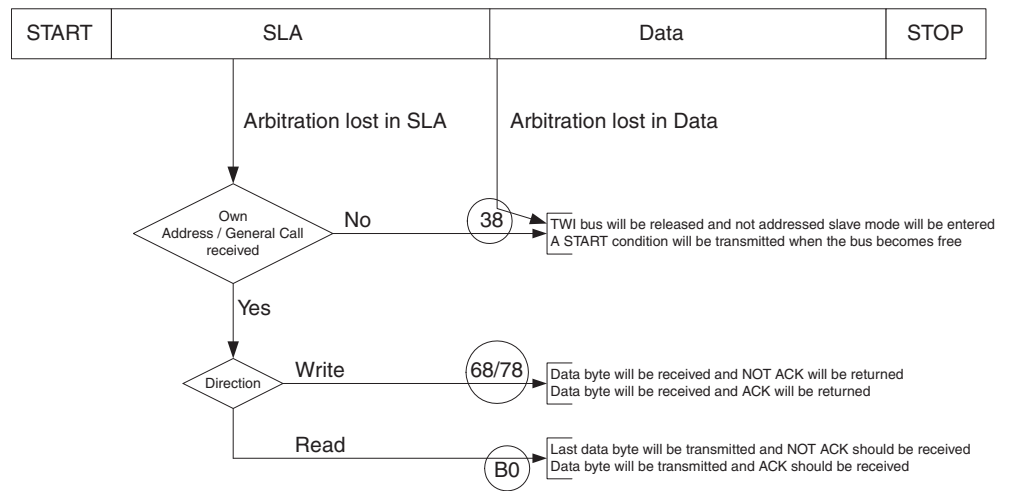 START SLA Data STOP
Arbitration lost in SLA Arbitration lost in Data
Own
Address / General Call
received
No
38
TWI bus will be released and not addressed slave mode will be entered
A START condition will be transmitted when the bus becomes free
Yes
Direction
Write
68/78
Data byte will be received and NOT ACK will be returned
Data byte will be received and ACK will be returned
Read
B0
Last data byte will be transmitted and NOT ACK should be received
Data byte will be transmitted and ACK should be received